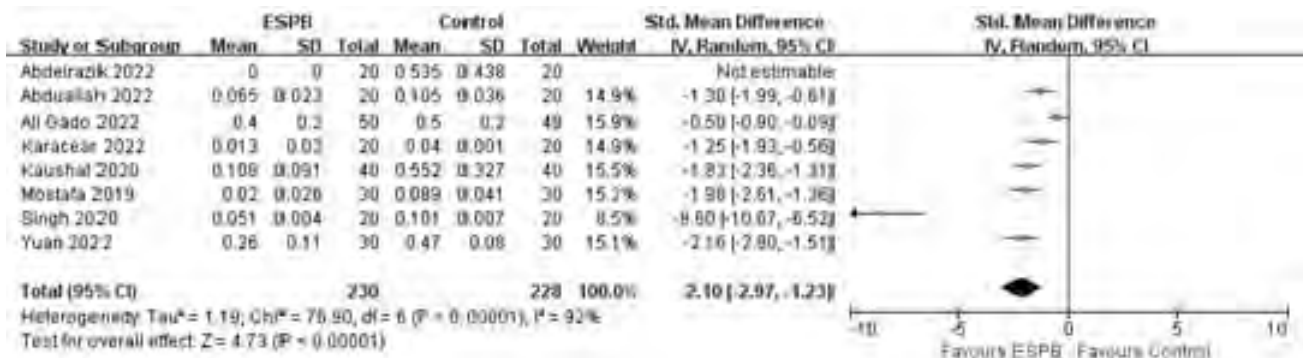 ESPB Control Std. Mean Difference Std. Mean Difference
Study or Subgroup Mean SD Total Mean SD Total Weight IV, Random, 95% CI IV, Random, 95% CI
Abdelrazik 2022 0 0 20 0.535 0.438 20 Not estimable
Abduallah 2022 0.065 0.023 20 0.105 0.036 20 14.9% -1.30 [-1.99, -0.61]
Ali Gado 2022 0.4 0.2 50 0.5 0.2 49 15.9% -0.50 [-0.90, -0.09]
Karacear 2022 0.013 0.03 20 0.04 0.001 20 14.9% -1.25 [-1.93, -0.56]
Kaushal 2020 0.109 0.091 40 0.552 0.327 40 15.5% -1.83 [-2.36, -1.31]
Mostafa 2019 0.02 0.026 30 0.089 0.041 30 15.2% -1.98 [-2.61, -1.36]
Singh 2020 0.051 0.004 20 0.101 0.007 20 8.5% -8.60 [-10.67, -6.52]
Yuan 2022 0.26 0.11 30 0.47 0.08 30 15.1% -2.16 [-2.80, -1.51]
Total (95% CI) 230 228 100.0% -2.10 [-2.97, -1.23]
Heterogeneity: Tau² = 1.19; Chi² = 76.90, df = 6 (P < 0.00001); I² = 92%
Test for overall effect: Z = 4.73 (P < 0.00001)
-10 -5 0 5 10
Favours ESPB Favours Control